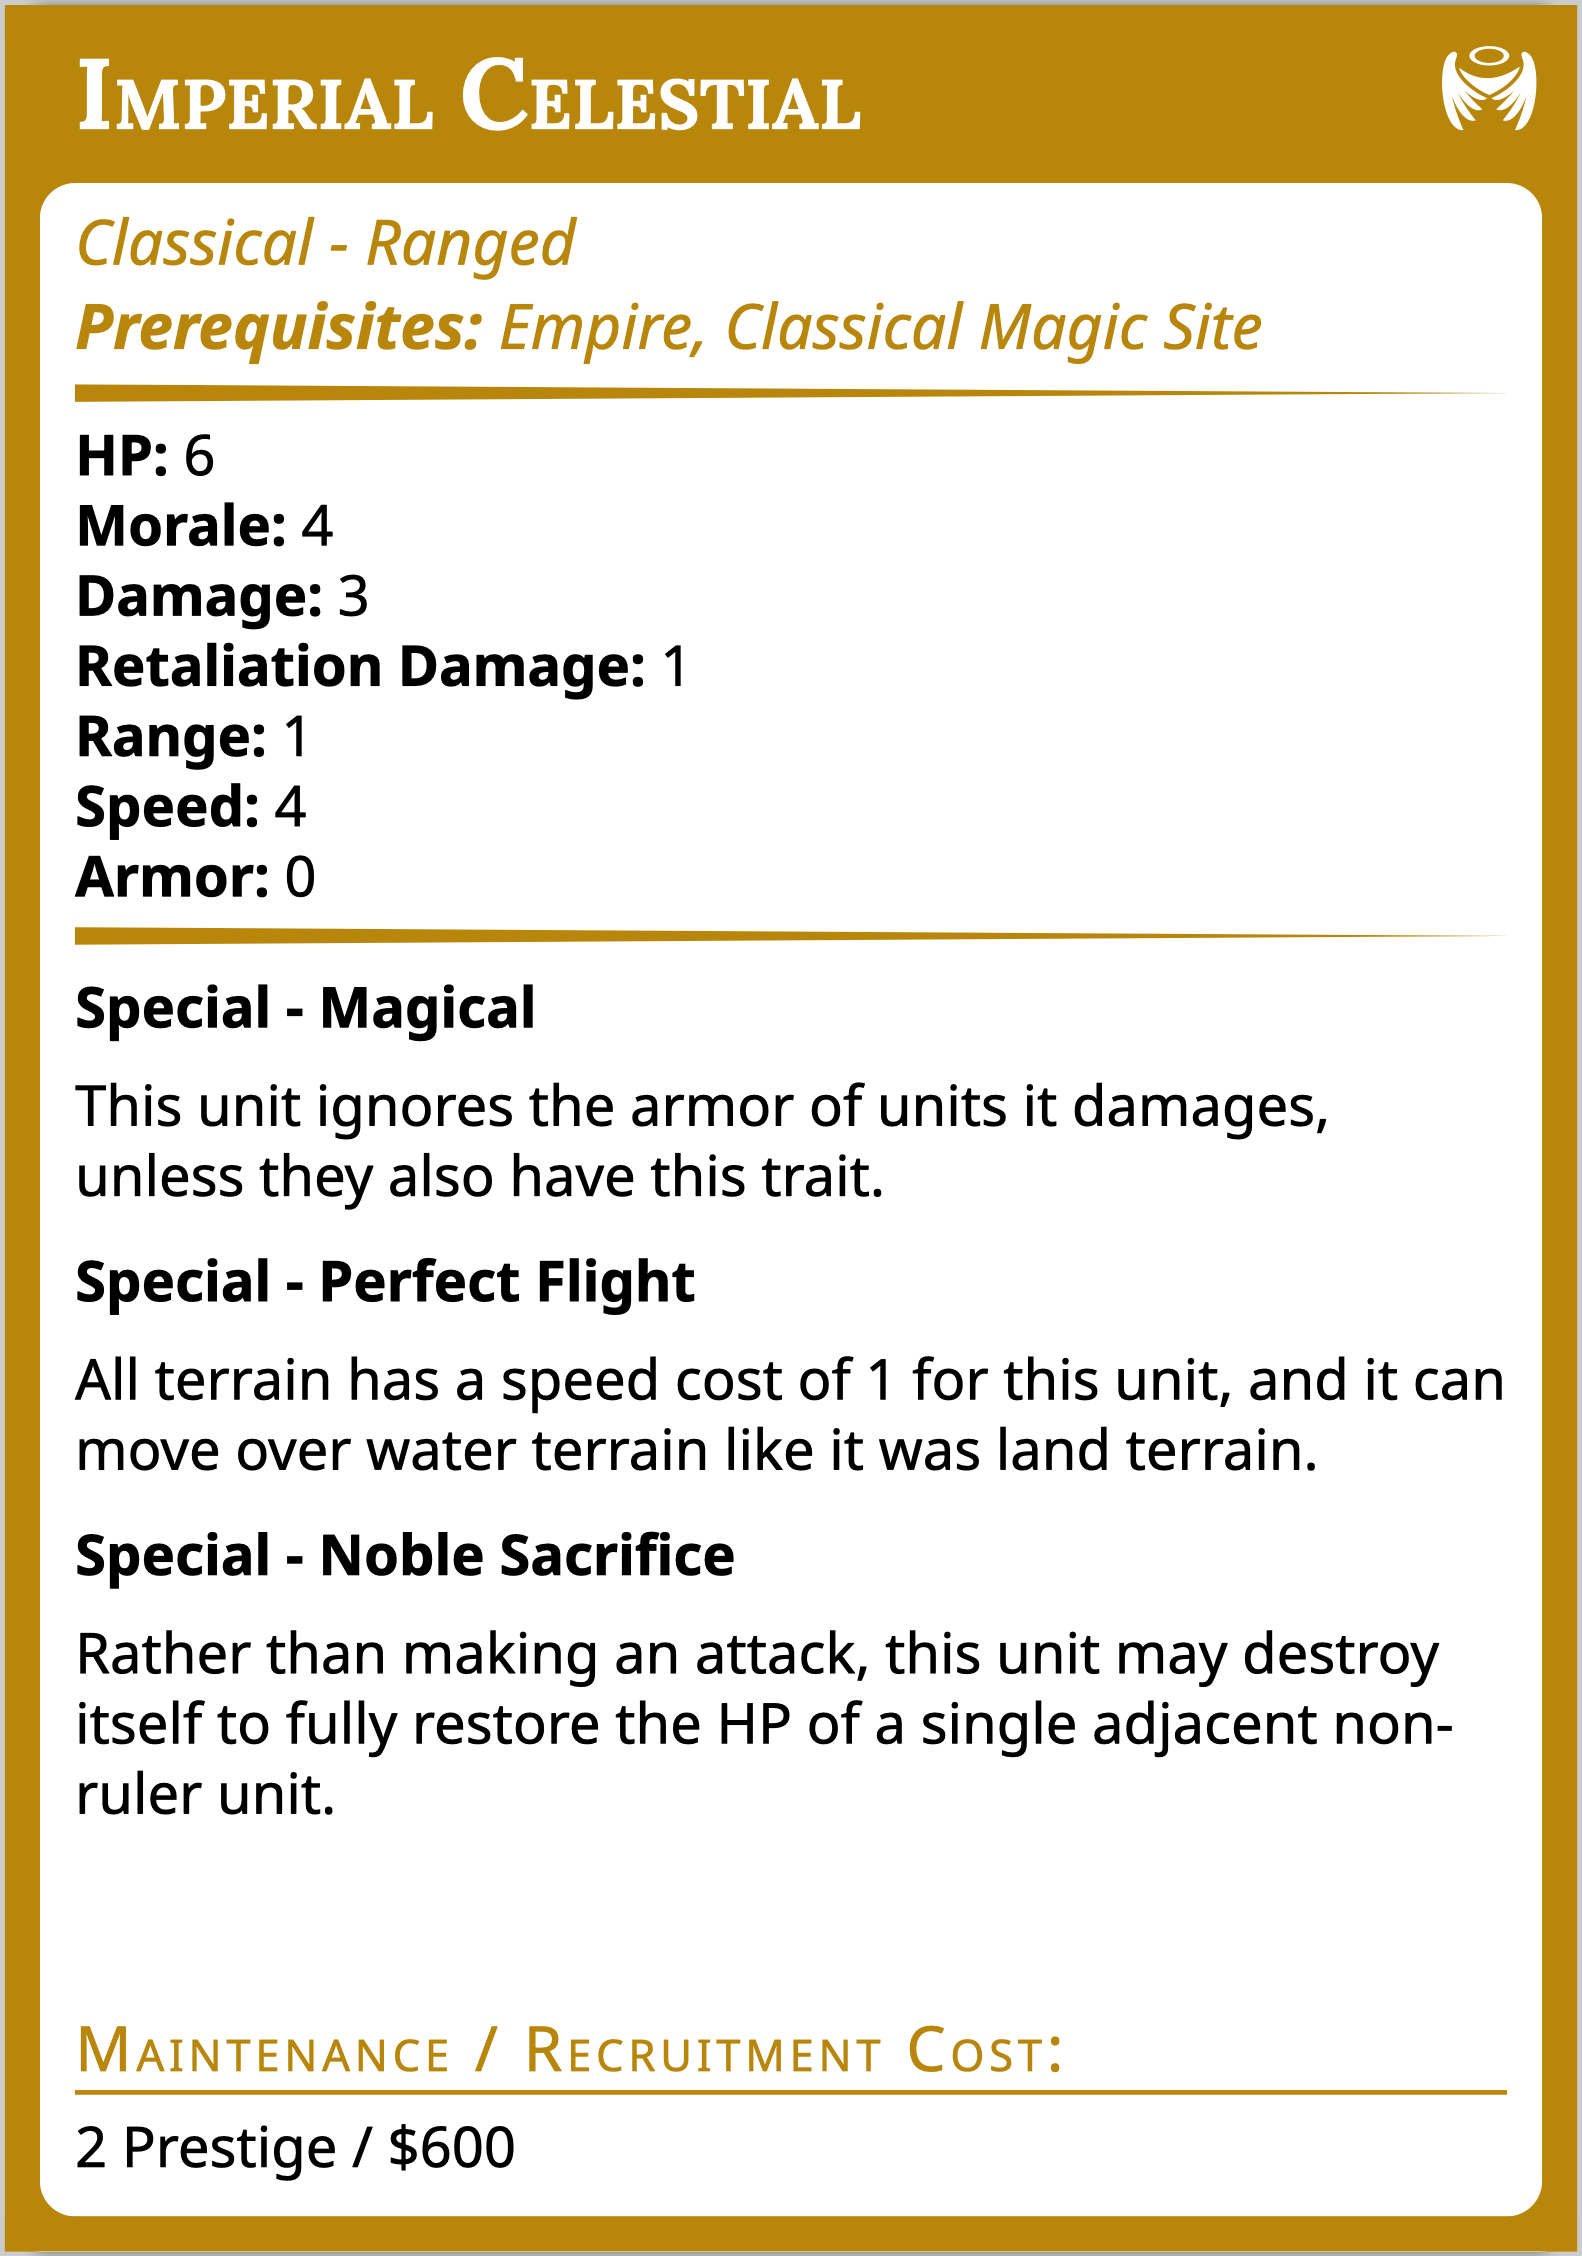 Imperial Celestial
Classical - Ranged
Prerequisites: Empire, Classical Magic Site
HP: 6
Morale: 4
Damage: 3
Retaliation Damage: 1
Range: 1
Speed: 4
Armor: 0
Special - Magical
This unit ignores the armor of units it damages,
unless they also have this trait.
Special - Perfect Flight
All terrain has a speed cost of 1 for this unit, and it can
move over water terrain like it was land terrain.
Special - Noble Sacrifice
Rather than making an attack, this unit may destroy
itself to fully restore the HP of a single adjacent non-
ruler unit.
Maintenance / Recruitment Cost:
2 Prestige / $600